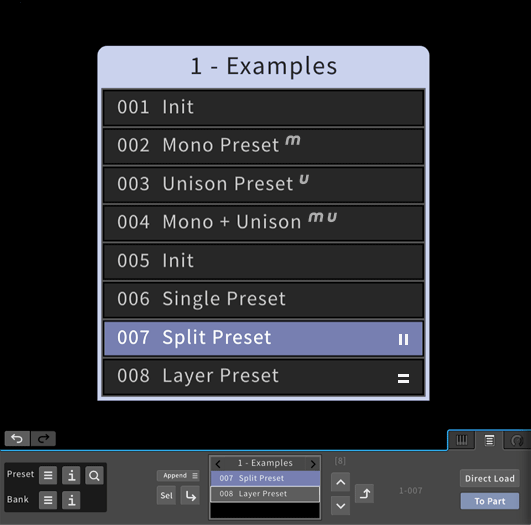 1 - Examples
001 Init
002 Mono Preset m
003 Unison Preset u
004 Mono + Unison m u
005 Init
006 Single Preset
007 Split Preset
008 Layer Preset
Preset
Bank
Append
Sel
1 - Examples
007 Split Preset
008 Layer Preset
[8]
1-007
Direct Load
To Part